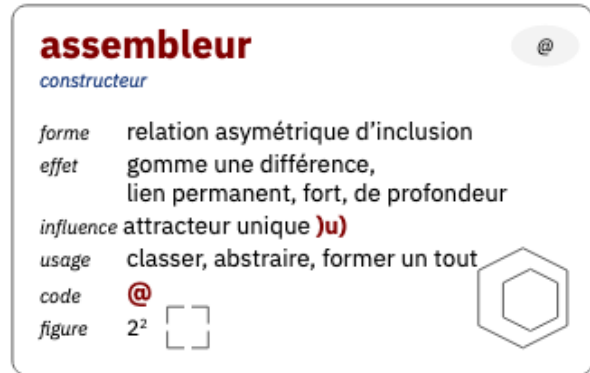 assembleur
@
constructeur
forme relation asymétrique d’inclusion
effet gomme une différence,
lien permanent, fort, de profondeur
influence attracteur unique )u)
usage classer, abstraire, former un tout
code @
figure 2²